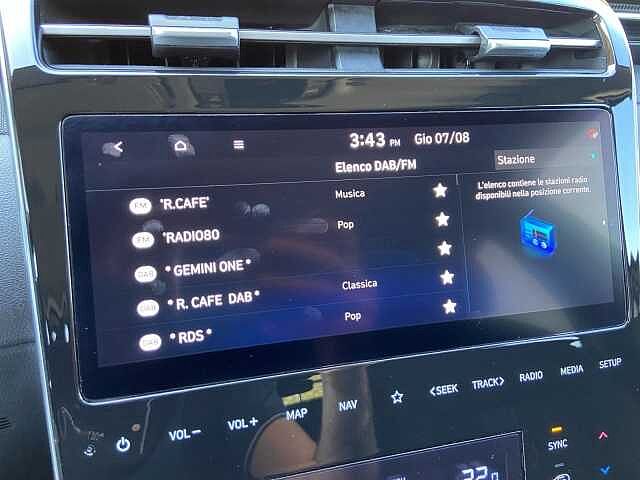 3:43 PM Gio 07/08
Elenco DAB/FM
Stazione
FM 'R.CAFE' Musica
FM 'RADIO80 Pop
DAB * GEMINI ONE *
DAB * R. CAFE DAB * Classica
DAB * RDS * Pop
L'elenco contiene le stazioni radio
disponibili nella posizione corrente.
VOL− VOL+ MAP NAV <SEEK TRACK> RADIO MEDIA SETUP
SYNC